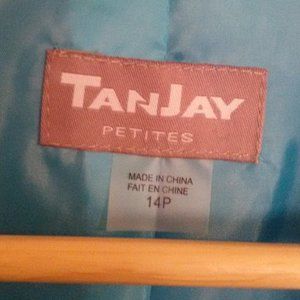 TANJAY
PETITES
MADE IN CHINA
FAIT EN CHINE
14P